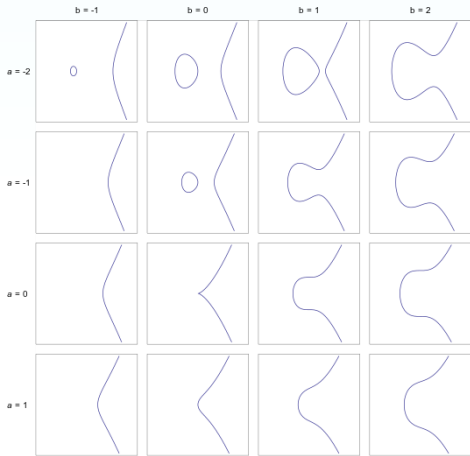 b = -1 b = 0 b = 1 b = 2
a = -2
a = -1
a = 0
a = 1